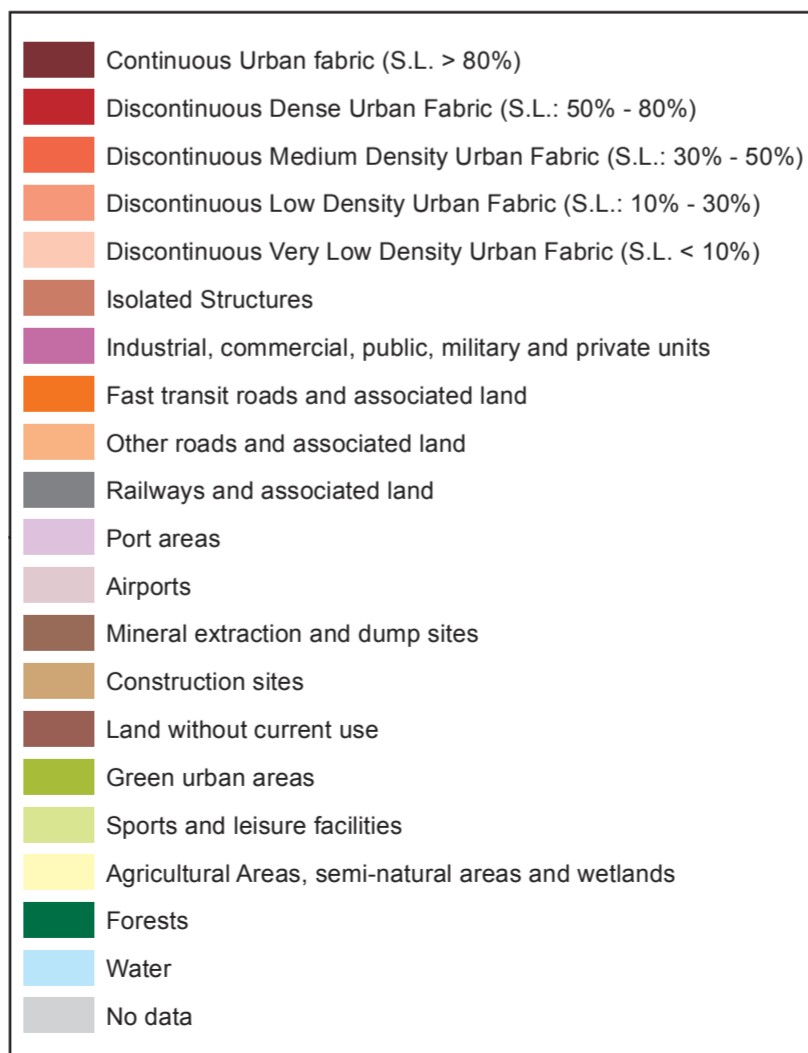 Continuous Urban fabric (S.L. > 80%)
Discontinuous Dense Urban Fabric (S.L.: 50% - 80%)
Discontinuous Medium Density Urban Fabric (S.L.: 30% - 50%)
Discontinuous Low Density Urban Fabric (S.L.: 10% - 30%)
Discontinuous Very Low Density Urban Fabric (S.L. < 10%)
Isolated Structures
Industrial, commercial, public, military and private units
Fast transit roads and associated land
Other roads and associated land
Railways and associated land
Port areas
Airports
Mineral extraction and dump sites
Construction sites
Land without current use
Green urban areas
Sports and leisure facilities
Agricultural Areas, semi-natural areas and wetlands
Forests
Water
No data